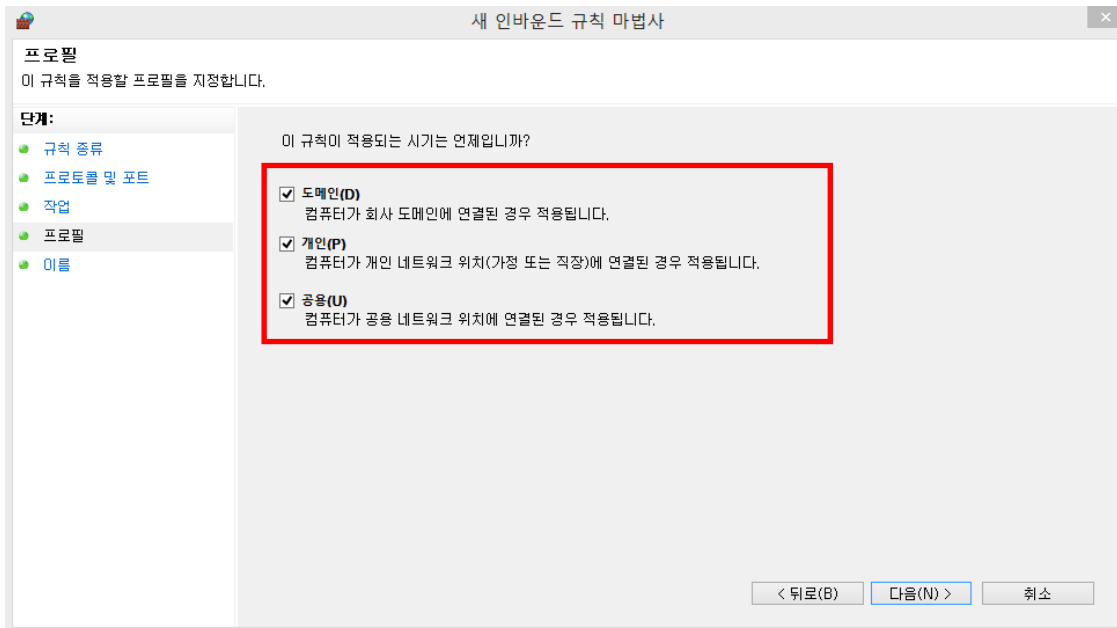 새 인바운드 규칙 마법사
프로필
이 규칙을 적용할 프로필을 지정합니다.
단계:
규칙 종류
프로토콜 및 포트
작업
프로필
이름
이 규칙이 적용되는 시기는 언제입니까?
도메인(D)
컴퓨터가 회사 도메인에 연결된 경우 적용됩니다.
개인(P)
컴퓨터가 개인 네트워크 위치(가정 또는 직장)에 연결된 경우 적용됩니다.
공용(U)
컴퓨터가 공용 네트워크 위치에 연결된 경우 적용됩니다.
< 뒤로(B) 다음(N) > 취소